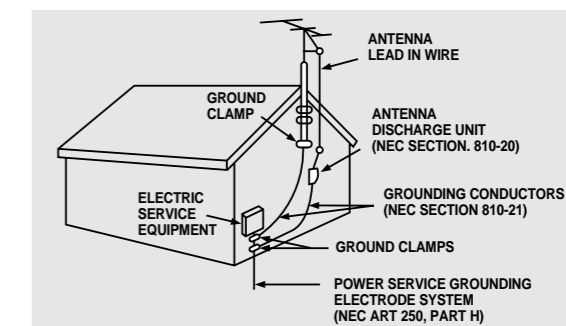 ANTENNA
LEAD IN WIRE
GROUND
CLAMP
ANTENNA
DISCHARGE UNIT
(NEC SECTION. 810-20)
ELECTRIC
SERVICE
EQUIPMENT
GROUNDING CONDUCTORS
(NEC SECTION 810-21)
GROUND CLAMPS
POWER SERVICE GROUNDING
ELECTRODE SYSTEM
(NEC ART 250, PART H)